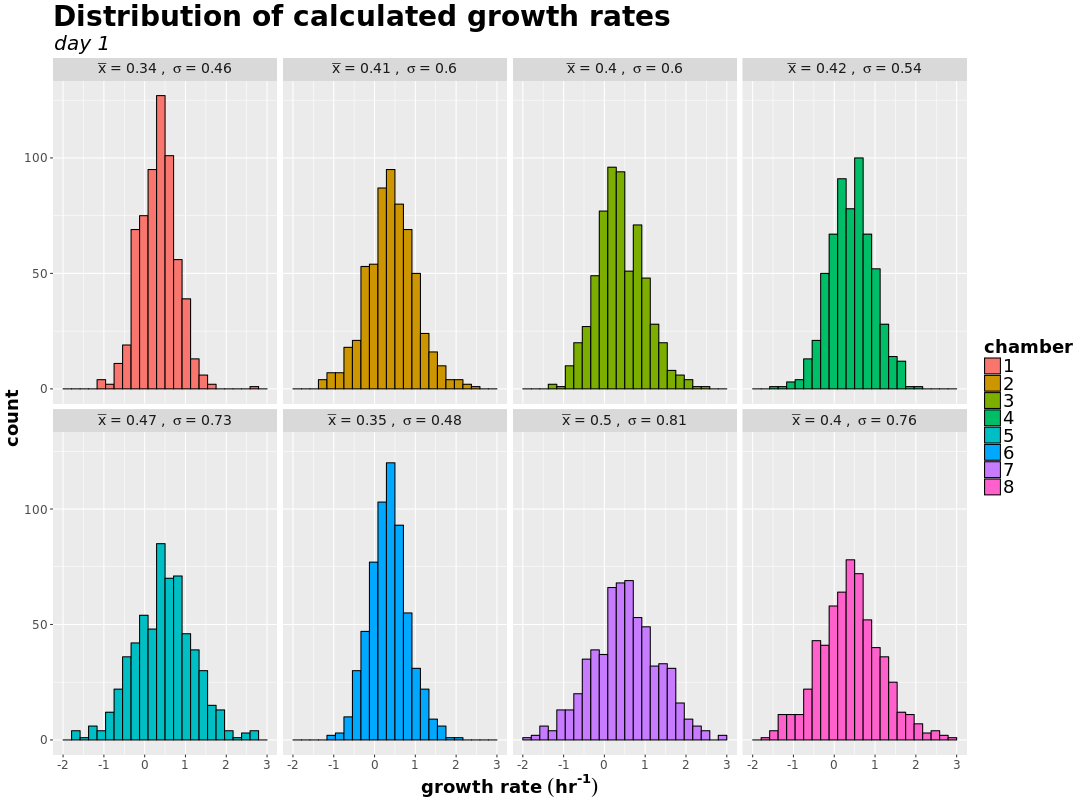 Distribution of calculated growth rates
day 1
x̅ = 0.34 , σ = 0.46
x̅ = 0.41 , σ = 0.6
x̅ = 0.4 , σ = 0.6
x̅ = 0.42 , σ = 0.54
100
50
0
x̅ = 0.47 , σ = 0.73
x̅ = 0.35 , σ = 0.48
x̅ = 0.5 , σ = 0.81
x̅ = 0.4 , σ = 0.76
100
50
0
-2 -1 0 1 2 3
-2 -1 0 1 2 3
-2 -1 0 1 2 3
-2 -1 0 1 2 3
count
growth rate (hr⁻¹)
chamber
1
2
3
4
5
6
7
8